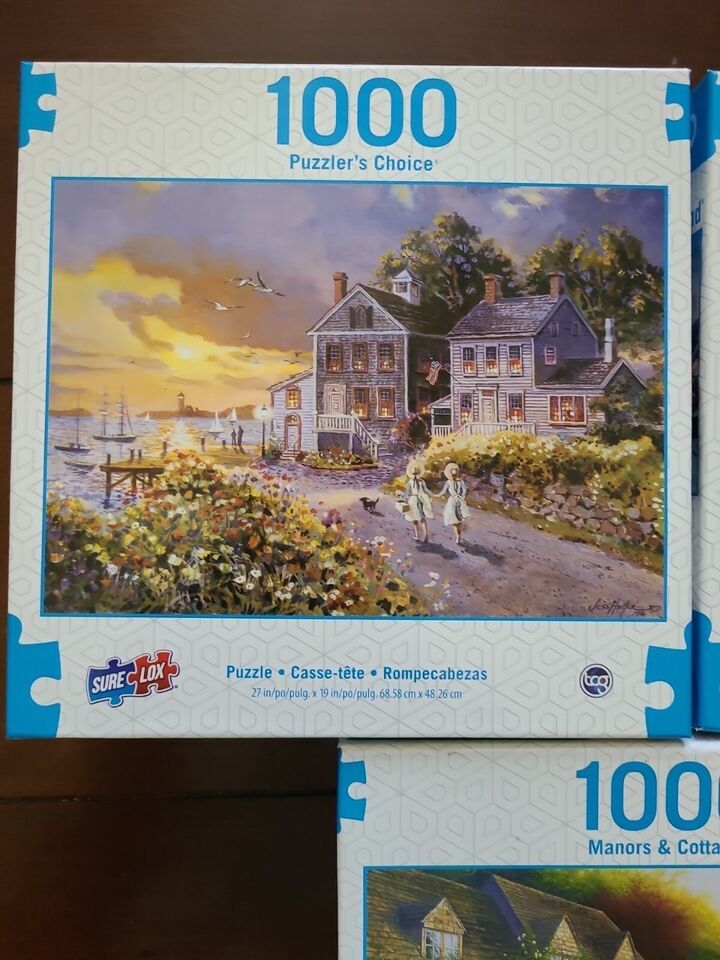 1000
Puzzler's Choice
SURE LOX
Puzzle • Casse-tête • Rompecabezas
27 in/po/pulg. x 19 in/po/pulg. 68.58 cm x 48.26 cm
tcg
1000
Manors & Cotta